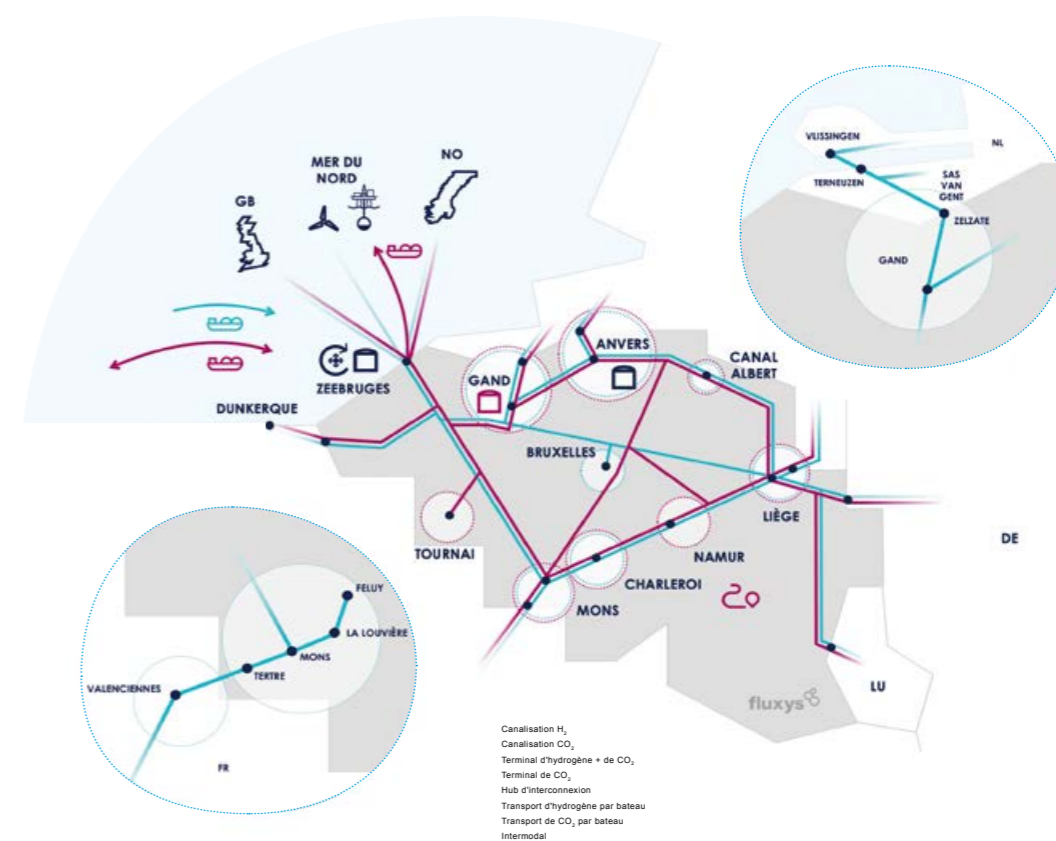 MER DU
NORD
NO
GB
ZEEBRUGES
DUNKERQUE
GAND
ANVERS
CANAL
ALBERT
BRUXELLES
TOURNAI
LIÈGE
NAMUR
CHARLEROI
MONS
DE
LU
fluxys
VLISSINGEN
NL
TERNEUZEN
SAS
VAN
GENT
ZELZATE
GAND
FELUY
LA LOUVIÈRE
MONS
TERTRE
VALENCIENNES
FR
Canalisation H₂
Canalisation CO₂
Terminal d'hydrogène + de CO₂
Terminal de CO₂
Hub d'interconnexion
Transport d'hydrogène par bateau
Transport de CO₂ par bateau
Intermodal